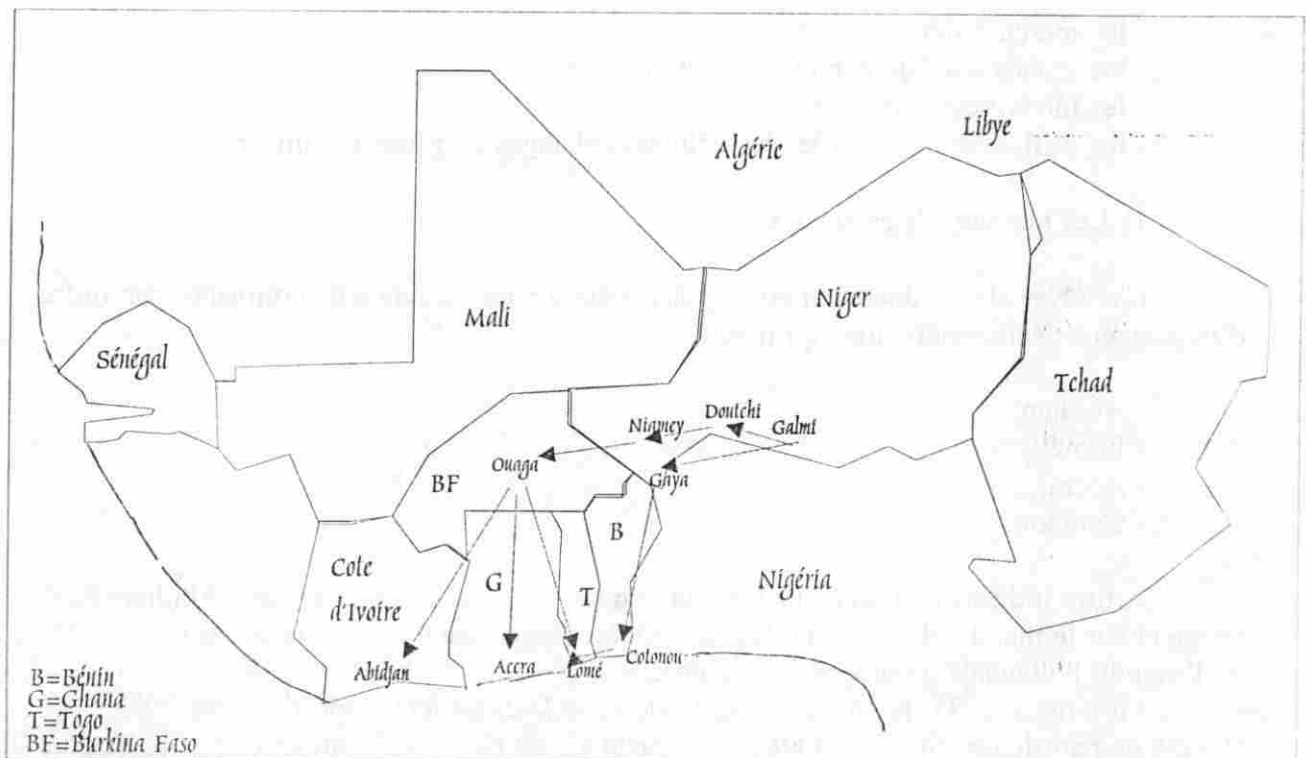 Libye
Algérie
Niger
Mali
Sénégal
Tchad
Doutchi
Niamey
Galmi
Ouaga
Gaya
BF
B
Nigéria
Cote
d'Ivoire
G
T
Abidjan
Accra
Lomé
Cotonou
B=Bénin
G=Ghana
T=Togo
BF=Burkina Faso